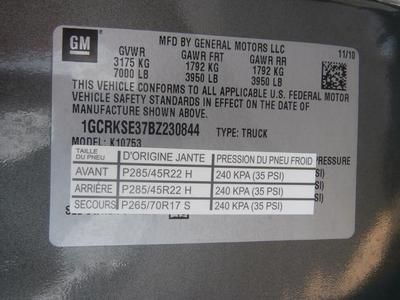 GM
MFD BY GENERAL MOTORS LLC
GVWR GAWR FRT GAWR RR 11/10
3175 KG 1792 KG 1792 KG
7000 LB 3950 LB 3950 LB
THIS VEHICLE CONFORMS TO ALL APPLICABLE U.S. FEDERAL MOTOR
VEHICLE SAFETY STANDARDS IN EFFECT ON THE DATE OF
MANUFACTURE SHOWN ABOVE.
1GCRKSE37BZ230844 TYPE: TRUCK
MODEL: K10753
TAILLE DU PNEU D'ORIGINE JANTE PRESSION DU PNEU FROID
AVANT P285/45R22 H 240 KPA (35 PSI)
ARRIÈRE P285/45R22 H 240 KPA (35 PSI)
SECOURS P265/70R17 S 240 KPA (35 PSI)